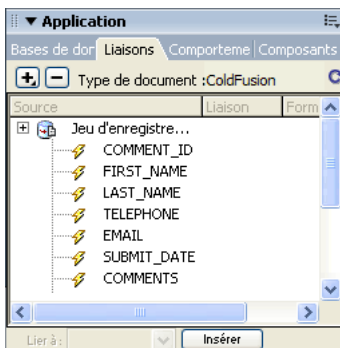 Application
Bases de dor Liaisons Comporteme Composants
Type de document :ColdFusion
Source Liaison Form
Jeu d'enregistre...
COMMENT_ID
FIRST_NAME
LAST_NAME
TELEPHONE
EMAIL
SUBMIT_DATE
COMMENTS
Lier à : Insérer